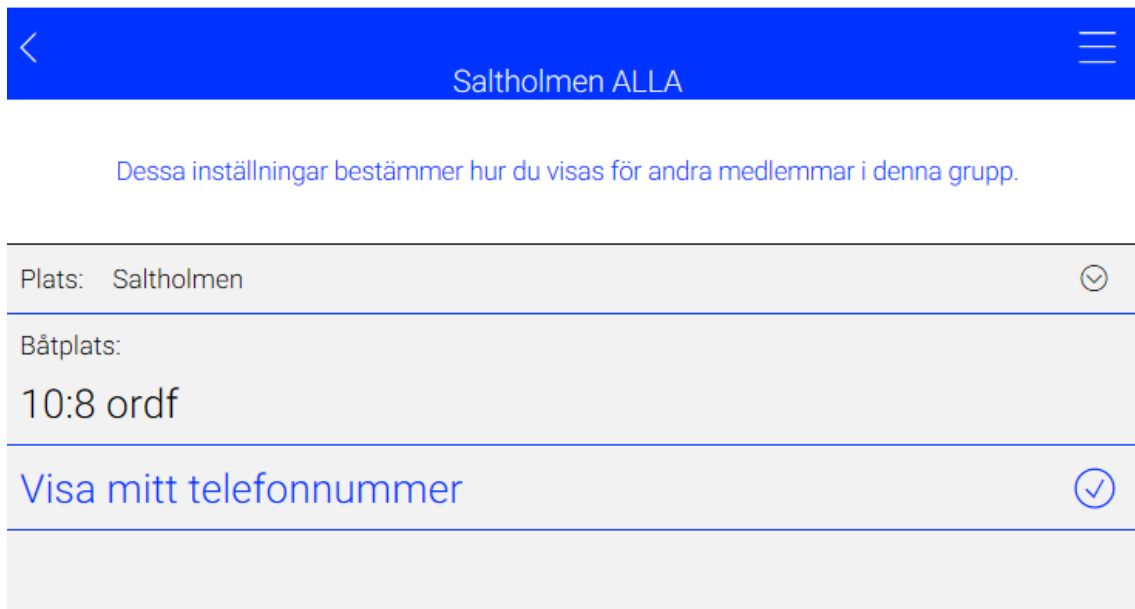 Saltholmen ALLA
Dessa inställningar bestämmer hur du visas för andra medlemmar i denna grupp.
Plats: Saltholmen
Båtplats:
10:8 ordf
Visa mitt telefonnummer